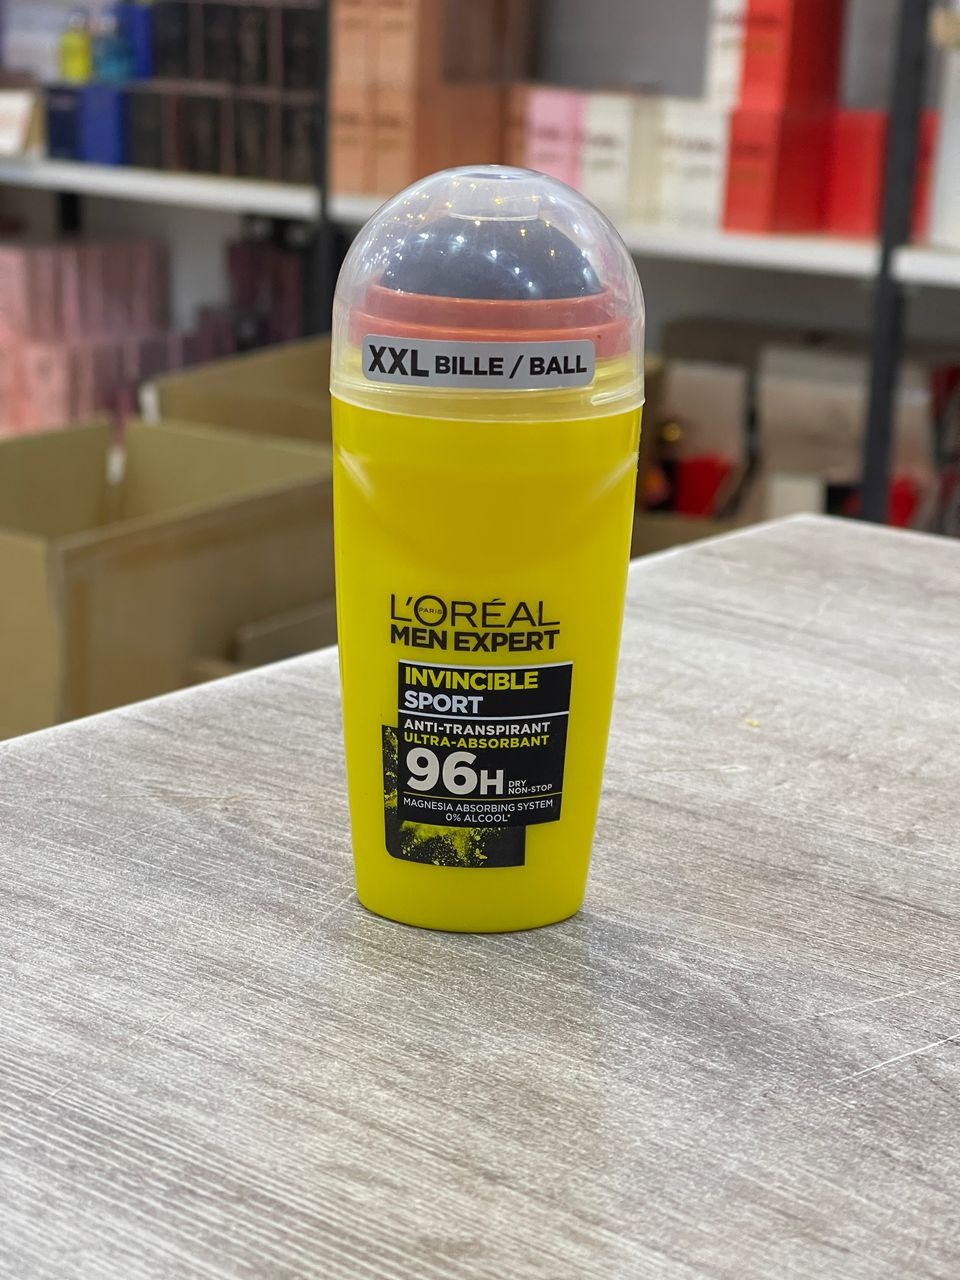 XXL BILLE / BALL
L'ORÉAL
PARIS
MEN EXPERT
INVINCIBLE
SPORT
ANTI-TRANSPIRANT
ULTRA-ABSORBANT
96H DRY
NON-STOP
MAGNESIA ABSORBING SYSTEM
0% ALCOOL*